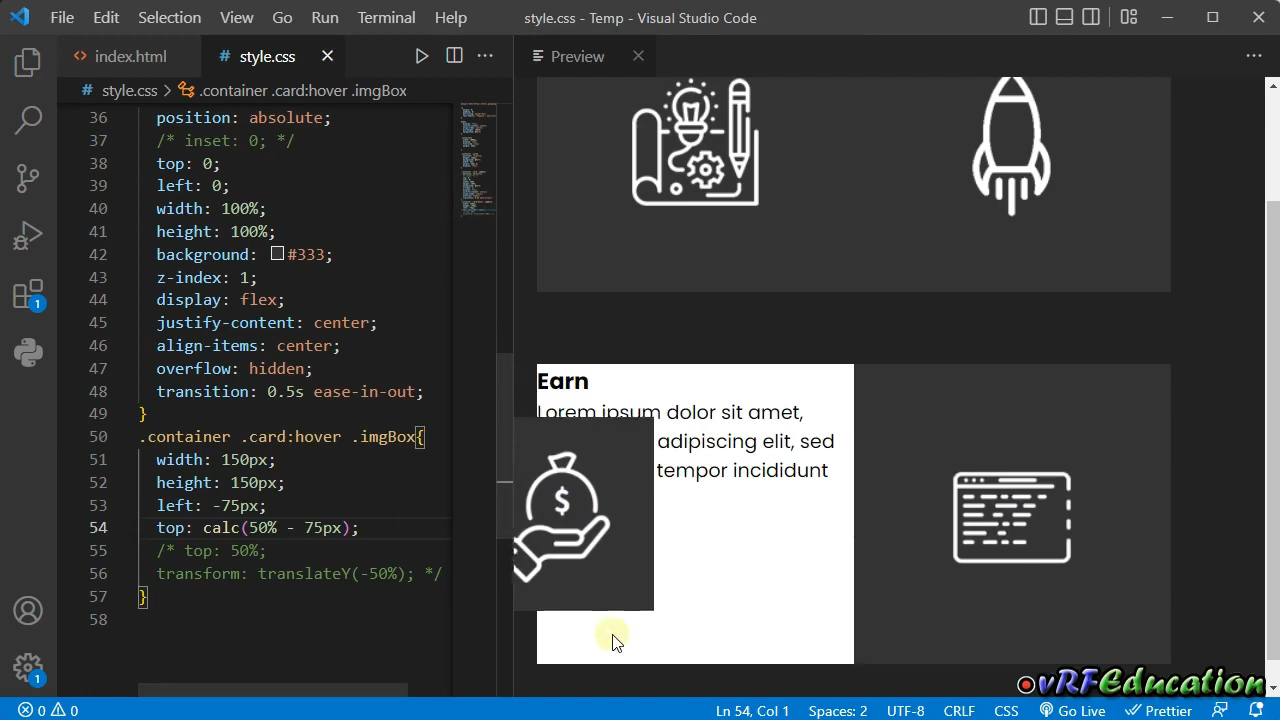 File Edit Selection View Go Run Terminal Help
style.css - Temp - Visual Studio Code
index.html
# style.css
Preview
# style.css > .container .card:hover .imgBox
36 position: absolute;
37 /* inset: 0; */
38 top: 0;
39 left: 0;
40 width: 100%;
41 height: 100%;
42 background: #333;
43 z-index: 1;
44 display: flex;
45 justify-content: center;
46 align-items: center;
47 overflow: hidden;
48 transition: 0.5s ease-in-out;
49 }
50 .container .card:hover .imgBox{
51 width: 150px;
52 height: 150px;
53 left: -75px;
54 top: calc(50% - 75px);
55 /* top: 50%;
56 transform: translateY(-50%); */
57 }
58
1
1
Earn
Lorem ipsum dolor sit amet,
adipiscing elit, sed
tempor incididunt
$
vRFEducation
0 0
Ln 54, Col 1 Spaces: 2 UTF-8 CRLF CSS Go Live Prettier